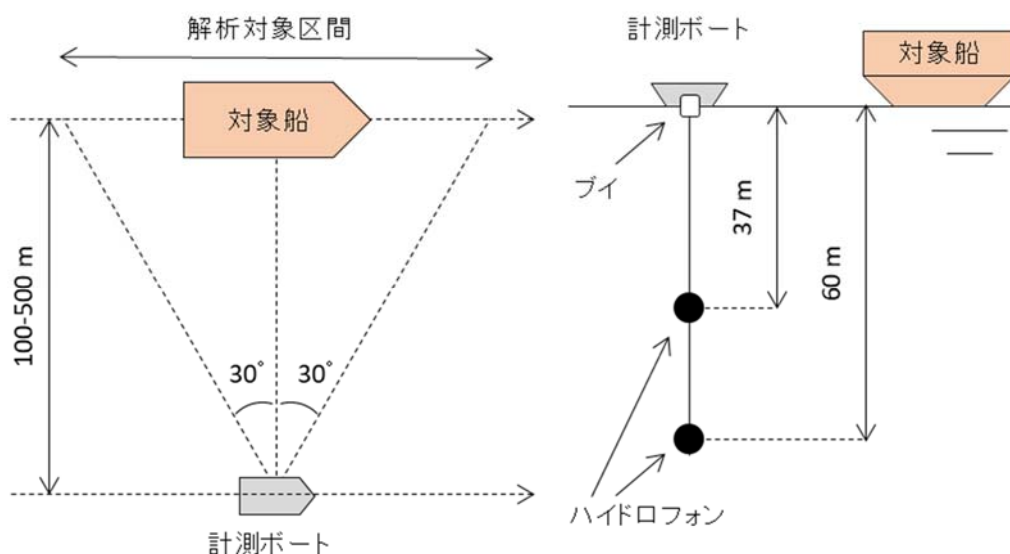 解析対象区間
対象船
100-500 m
30°
30°
計測ボート
計測ボート
対象船
ブイ
37 m
60 m
ハイドロフォン